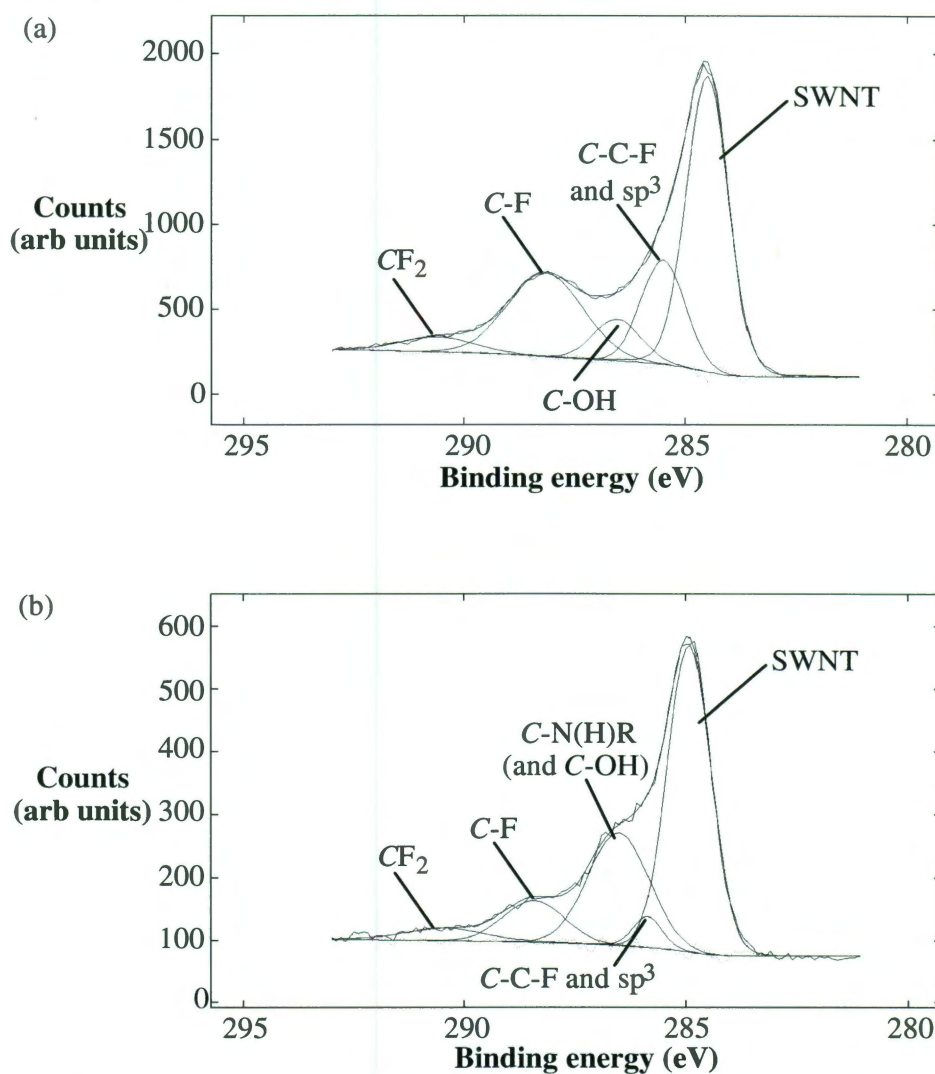 (a)
2000
1500
1000
500
0
Counts
(arb units)
CF2
C-F
C-C-F
and sp3
SWNT
C-OH
295
290
285
280
Binding energy (eV)
(b)
600
500
400
300
200
100
0
Counts
(arb units)
CF2
C-F
C-N(H)R
(and C-OH)
SWNT
C-C-F and sp3
295
290
285
280
Binding energy (eV)